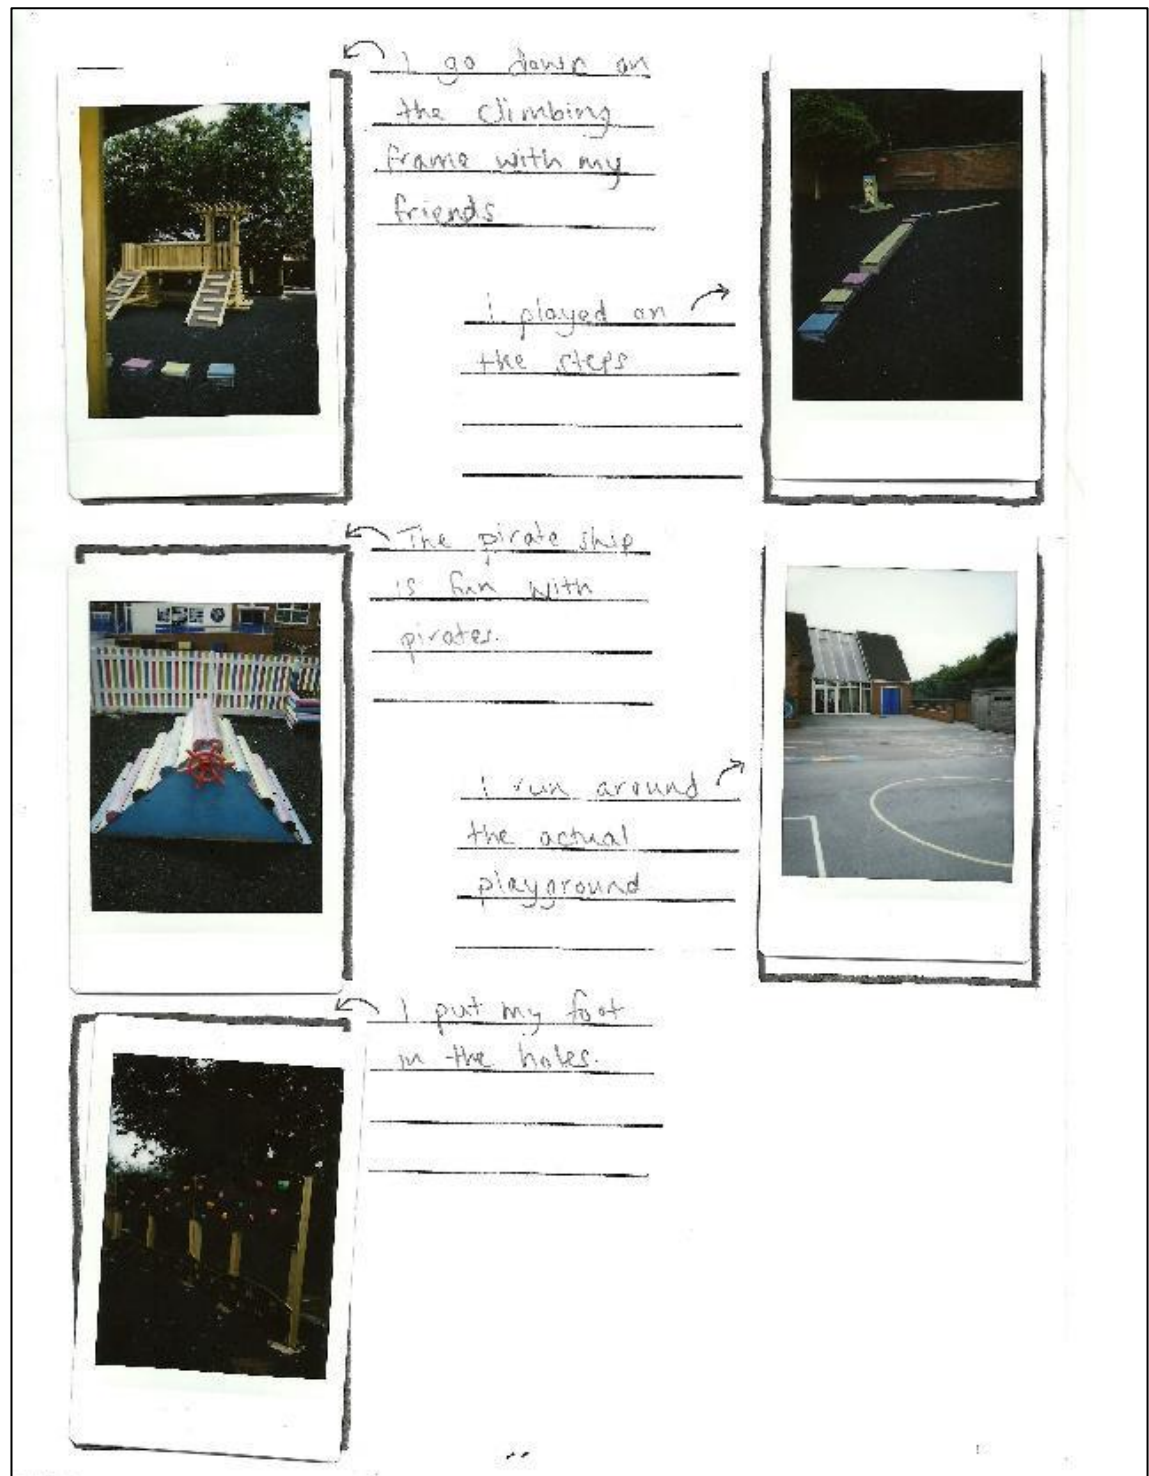 I go down on
the climbing
frame with my
friends
I played on
the steps
The pirate ship
is fun with
pirates.
I run around
the actual
playground
I put my foot
in the holes.